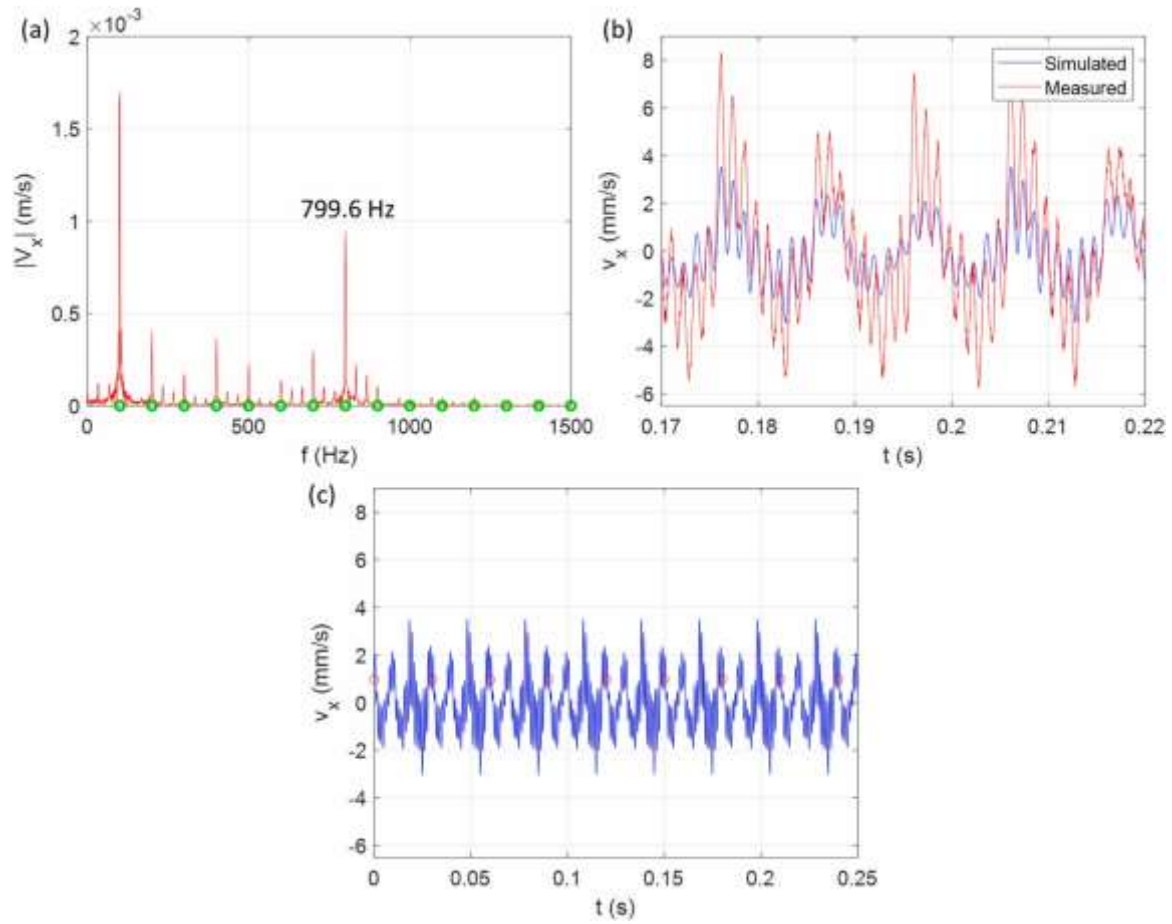 (a)
×10⁻³
2
1.5
1
0.5
0
|Vₓ| (m/s)
799.6 Hz
0 500 1000 1500
f (Hz)
(b)
8
6
4
2
0
-2
-4
-6
vₓ (mm/s)
Simulated
Measured
0.17 0.18 0.19 0.2 0.21 0.22
t (s)
(c)
8
6
4
2
0
-2
-4
-6
vₓ (mm/s)
0 0.05 0.1 0.15 0.2 0.25
t (s)